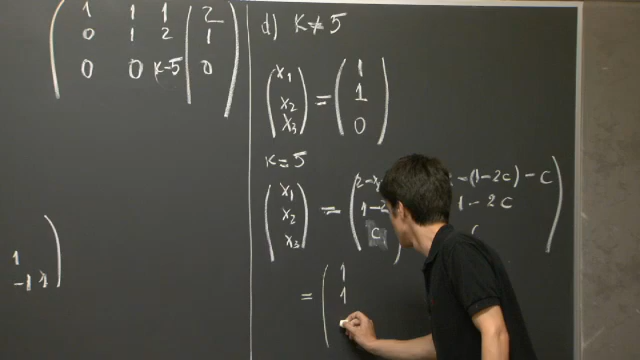 1 1 1 2
0 1 2 1
0 0 K-5 0
1
-1 1
d) K≠5
x₁ 1
x₂ = 1
x₃ 0
K=5
x₁ 2-x -(1-2c)-c
x₂ = 1-2 1-2c
x₃ c
1
= 1